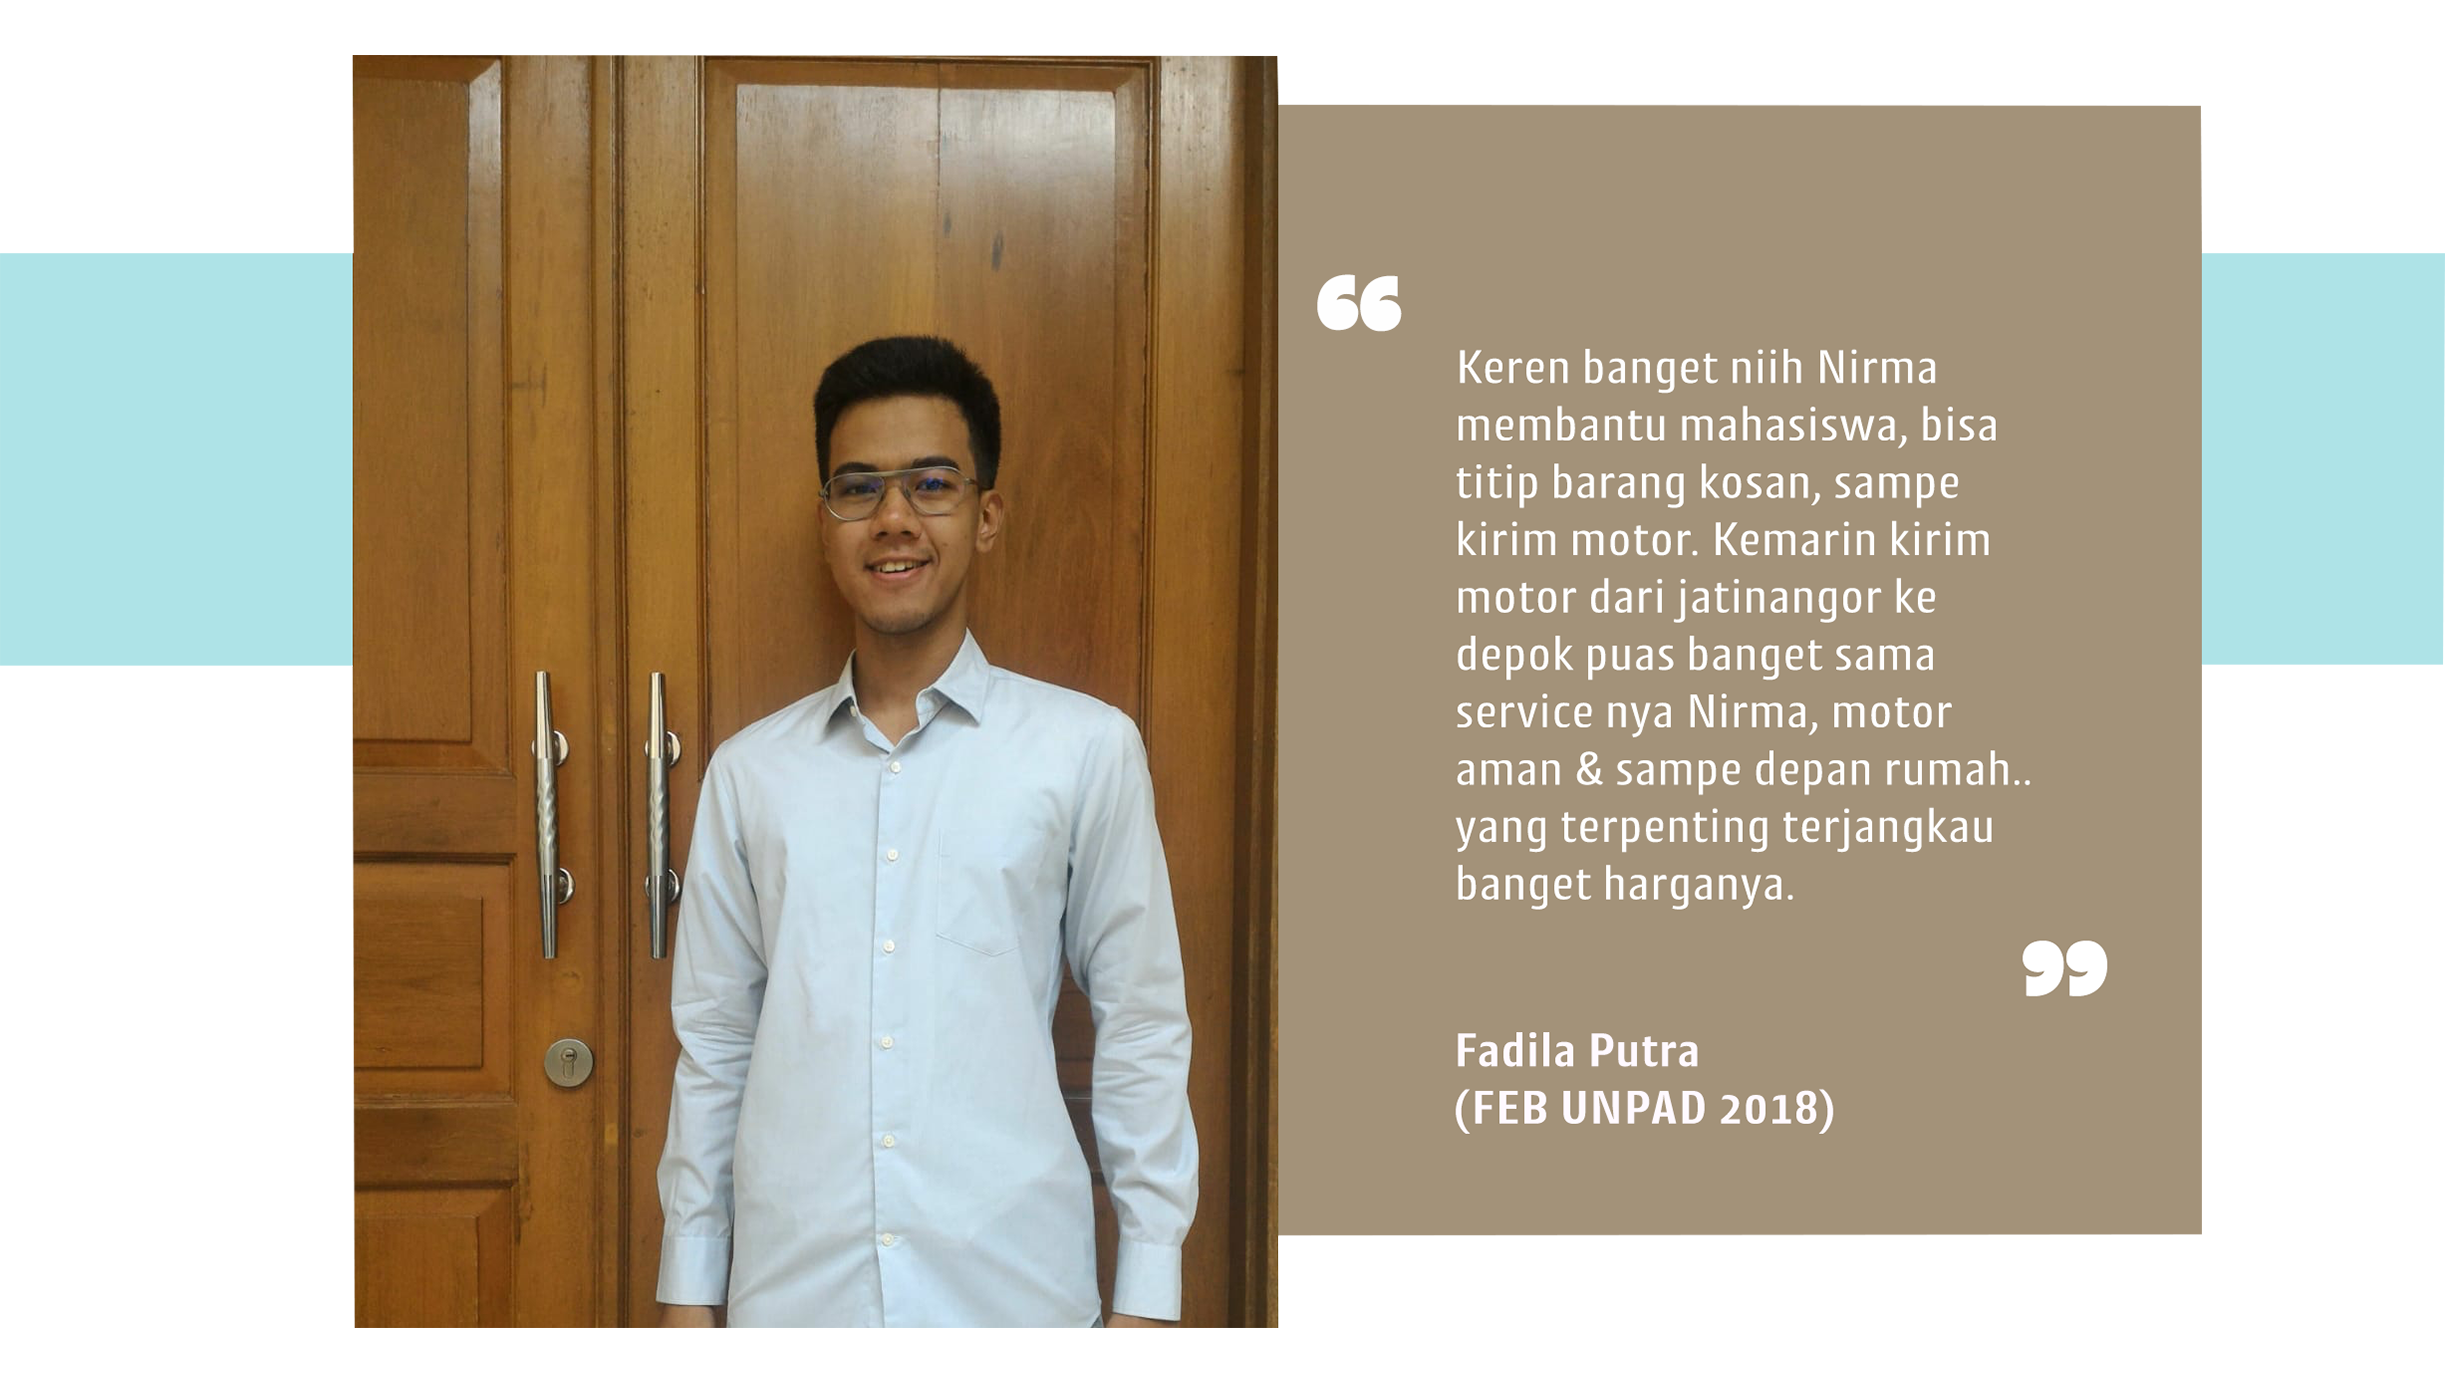 “
Keren banget niih Nirma
membantu mahasiswa, bisa
titip barang kosan, sampe
kirim motor. Kemarin kirim
motor dari jatinangor ke
depok puas banget sama
service nya Nirma, motor
aman & sampe depan rumah..
yang terpenting terjangkau
banget harganya.
”
Fadila Putra
(FEB UNPAD 2018)